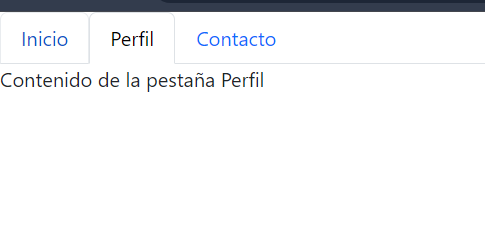 Inicio Perfil Contacto
Contenido de la pestaña Perfil